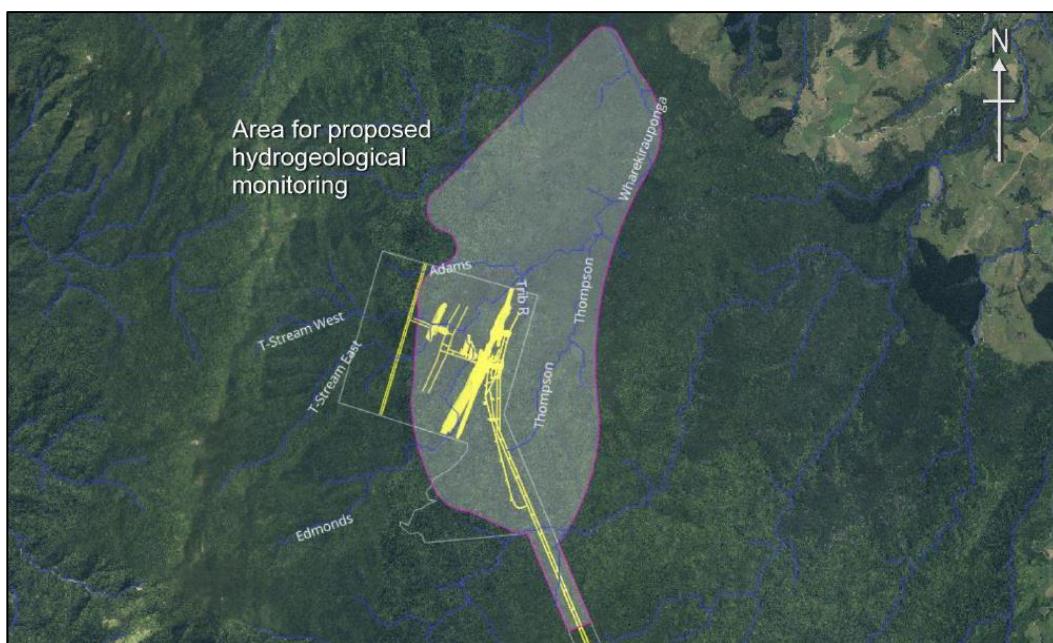 N
Area for proposed
hydrogeological
monitoring
Wharekirauponga
Adams
Trib R
Thompson
T-Stream West
T-Stream East
Thompson
Edmonds